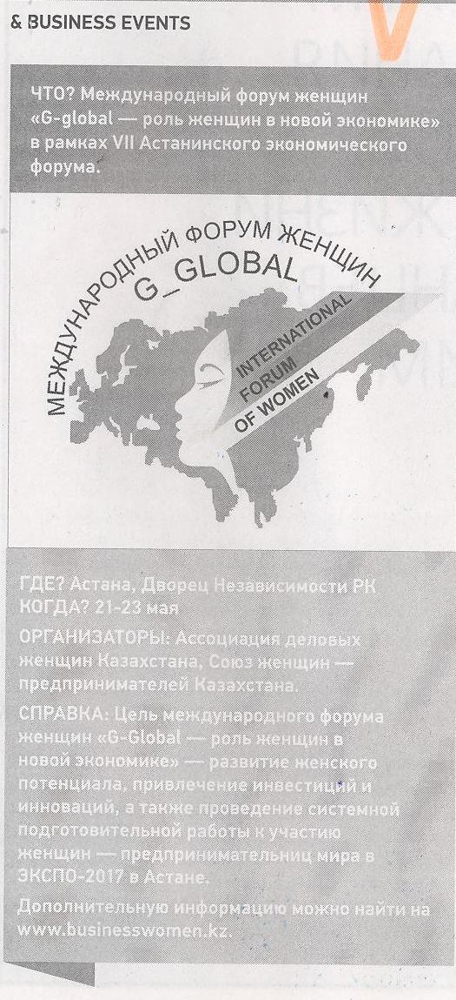 & BUSINESS EVENTS
ЧТО? Международный форум женщин
«G-global — роль женщин в новой экономике»
в рамках VII Астанинского экономического
форума.
МЕЖДУНАРОДНЫЙ ФОРУМ ЖЕНЩИН
G_GLOBAL
INTERNATIONAL
FORUM
OF WOMEN
ГДЕ? Астана, Дворец Независимости РК
КОГДА? 21-23 мая
ОРГАНИЗАТОРЫ: Ассоциация деловых
женщин Казахстана, Союз женщин —
предпринимателей Казахстана.
СПРАВКА: Цель международного форума
женщин «G-Global — роль женщин в
новой экономике» — развитие женского
потенциала, привлечение инвестиций и
инноваций, а также проведение системной
подготовительной работы к участию
женщин — предпринимательниц мира в
ЭКСПО-2017 в Астане.
Дополнительную информацию можно найти на
www.businesswomen.kz.